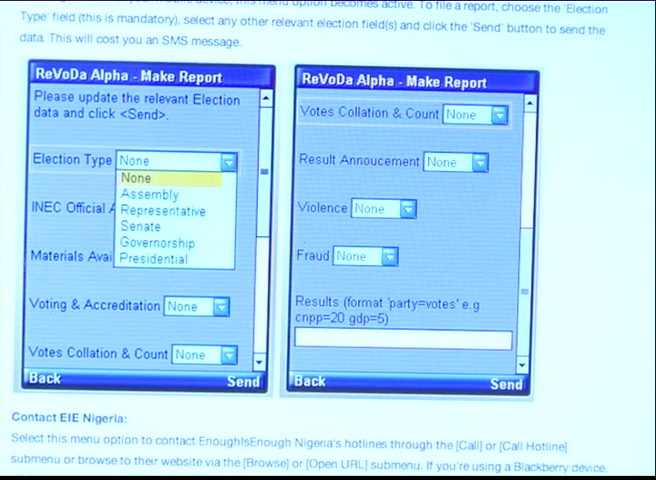 your mobile device, this menu option becomes active. To file a report, choose the 'Election
Type' field (this is mandatory), select any other relevant election field(s) and click the 'Send' button to send the
data. This will cost you an SMS message.
ReVoDa Alpha - Make Report
Please update the relevant Election
data and click <Send>.
Election Type None
None
Assembly
Representative
Senate
Governorship
Presidential
INEC Official A
Materials Avai
Voting & Accreditation None
Votes Collation & Count None
Back Send
ReVoDa Alpha - Make Report
Votes Collation & Count None
Result Annoucement None
Violence None
Fraud None
Results (format 'party=votes' e.g
cnpp=20 gdp=5)
Back Send
Contact EIE Nigeria:
Select this menu option to contact EnoughIsEnough Nigeria's hotlines through the [Call] or [Call Hotline]
submenu or browse to their website via the [Browse] or [Open URL] submenu. If you're using a Blackberry device,